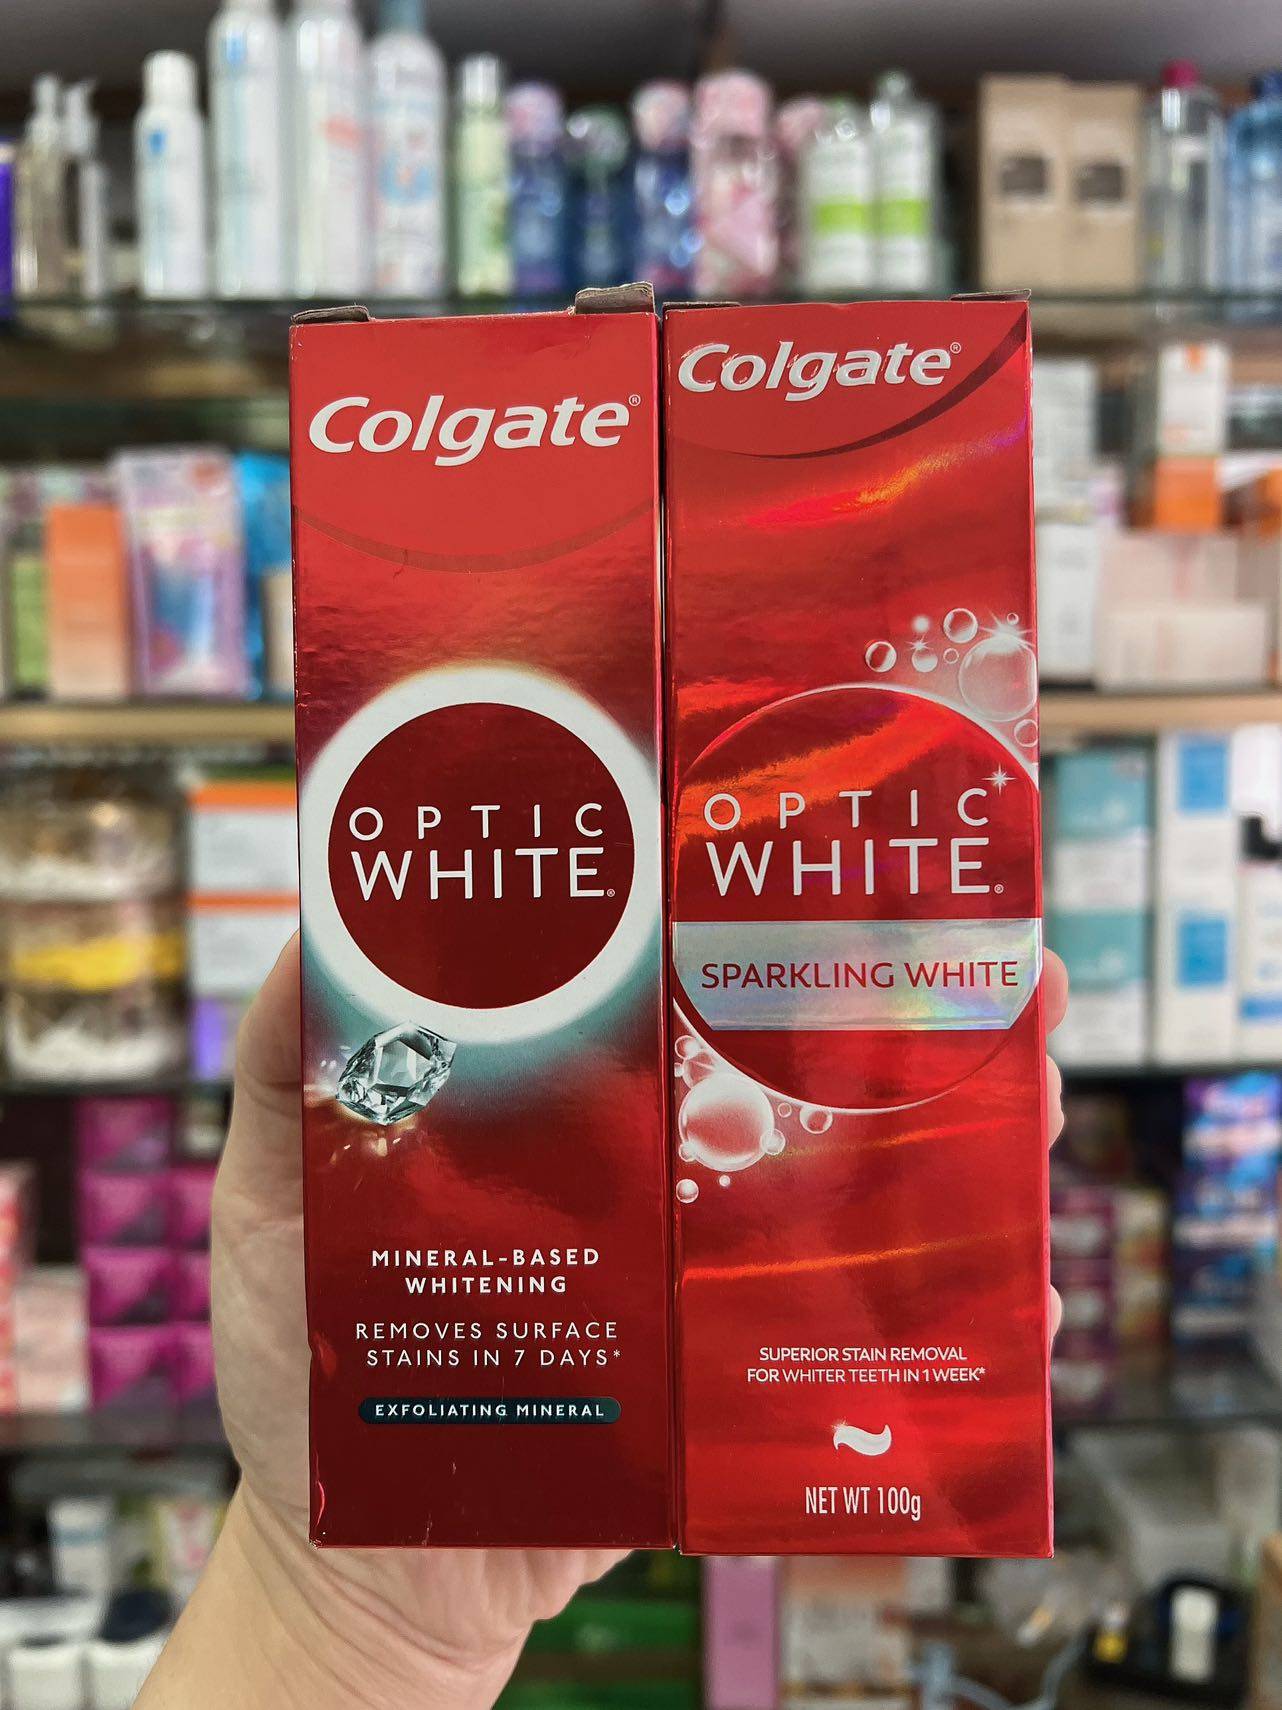 Colgate®
OPTIC
WHITE®
MINERAL-BASED
WHITENING
REMOVES SURFACE
STAINS IN 7 DAYS*
EXFOLIATING MINERAL
Colgate®
OPTIC
WHITE®
SPARKLING WHITE
SUPERIOR STAIN REMOVAL
FOR WHITER TEETH IN 1 WEEK*
NET WT 100g